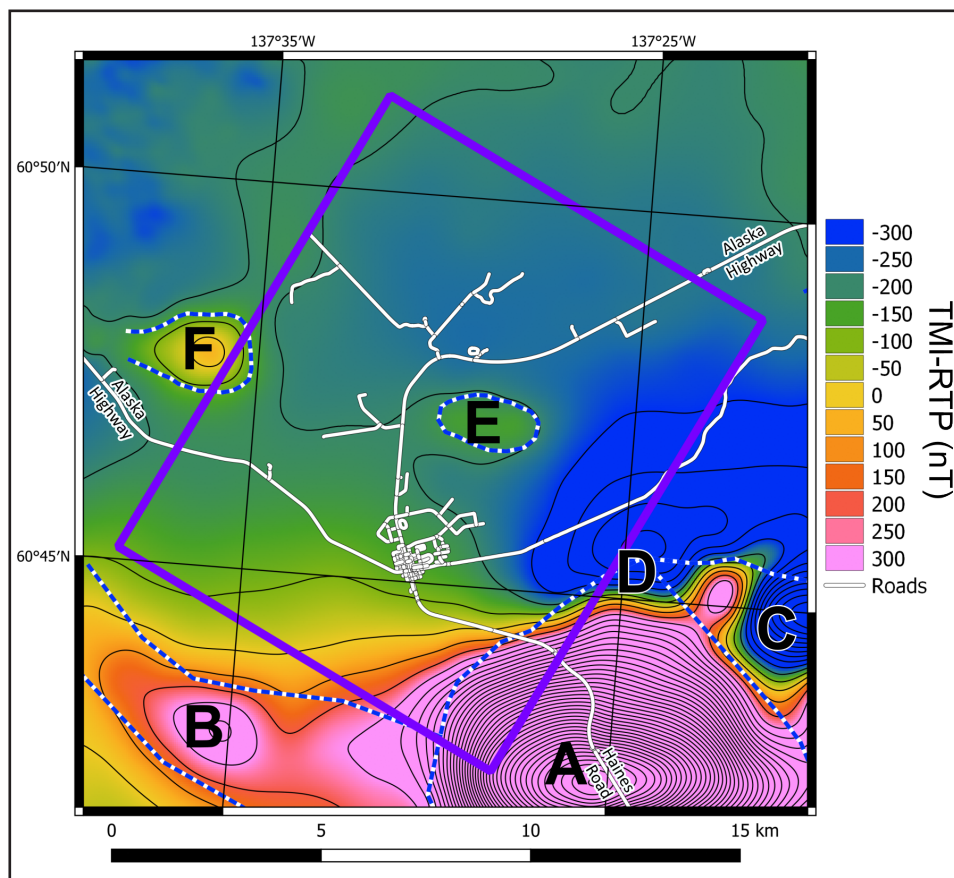 137°35′W
137°25′W
60°50′N
Alaska
Highway
F
Alaska
Highway
E
60°45′N
D
C
B
A
Haines
Road
-300
-250
-200
-150
-100
-50
0
50
100
150
200
250
300
Roads
TMI-RTP (nT)
0
5
10
15 km